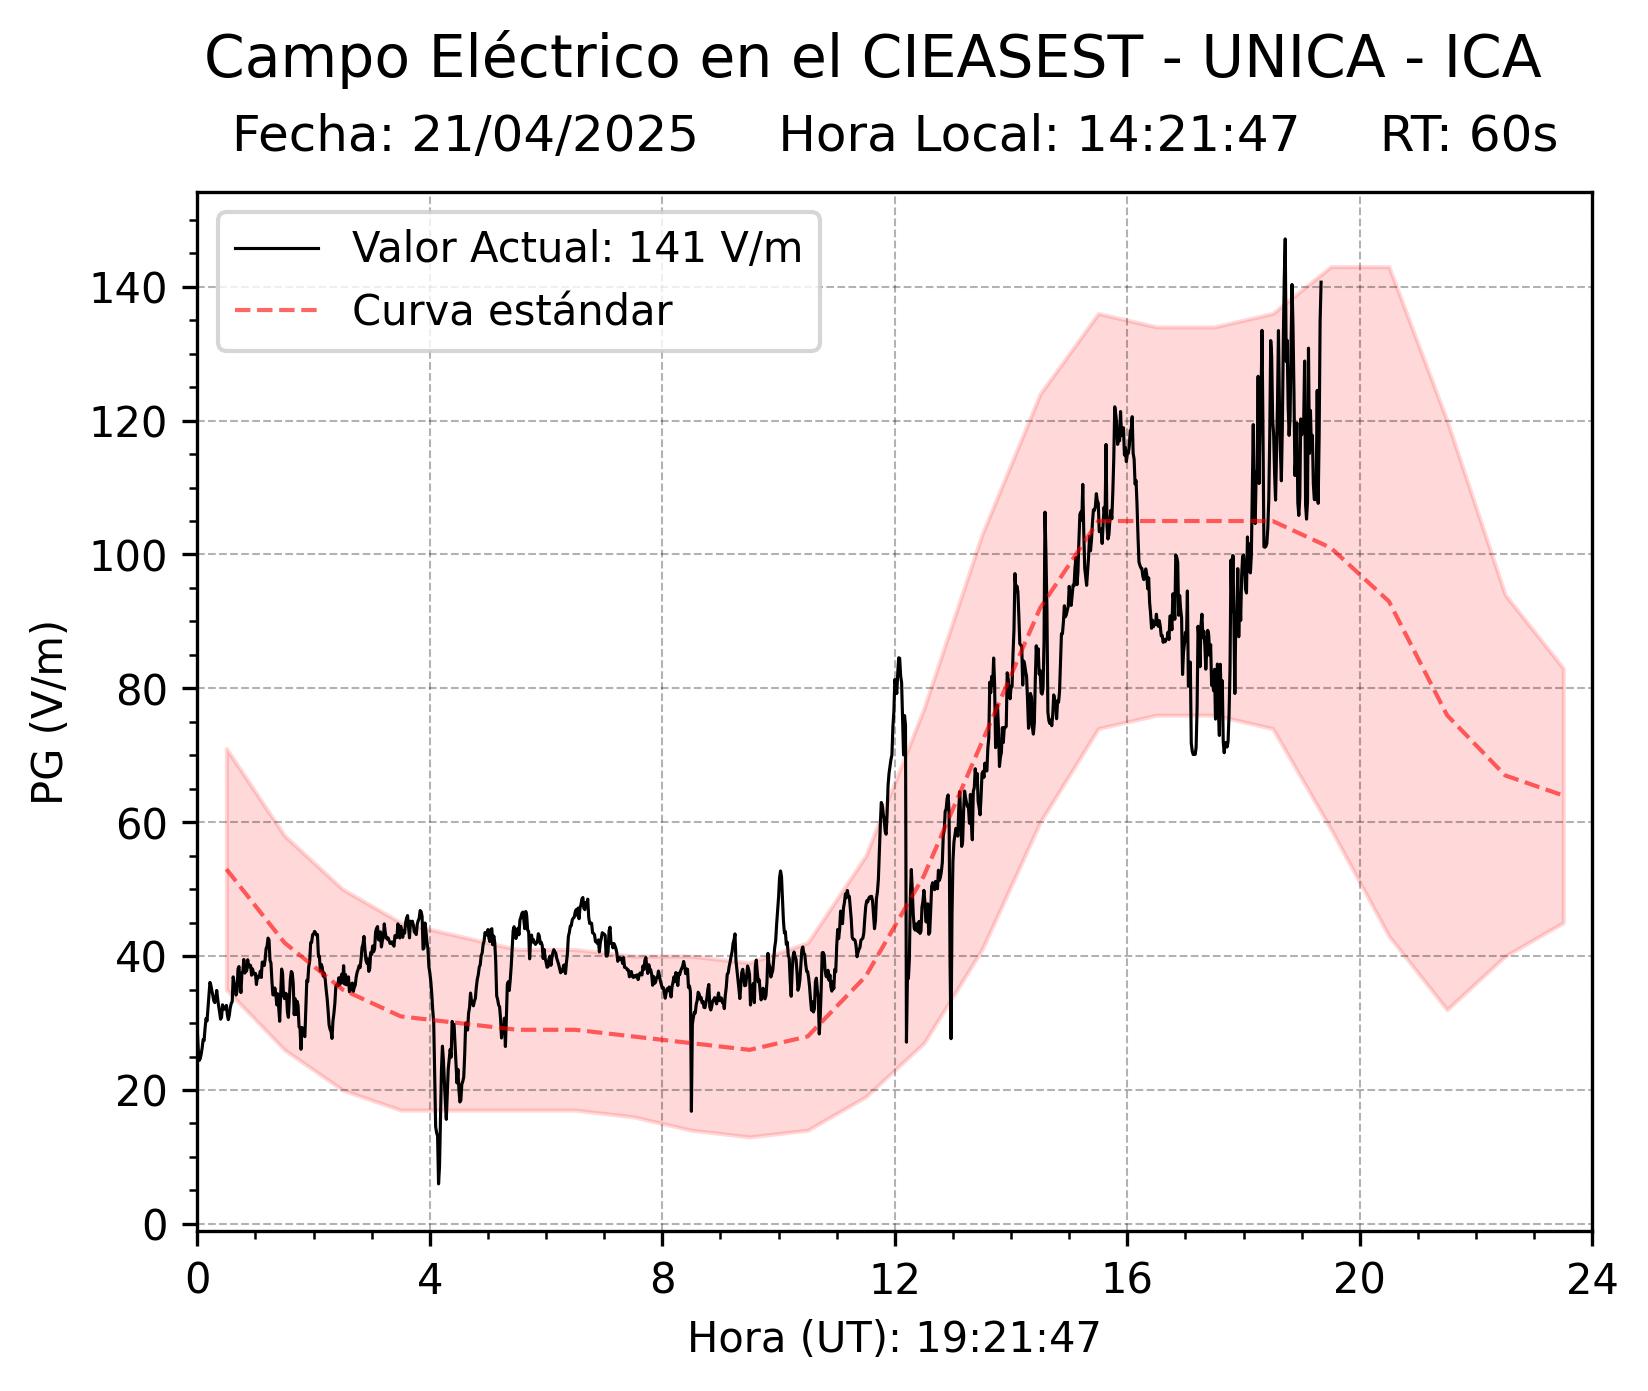 Campo Eléctrico en el CIEASEST - UNICA - ICA
Fecha: 21/04/2025 Hora Local: 14:21:47 RT: 60s
Valor Actual: 141 V/m
Curva estándar
PG (V/m)
140
120
100
80
60
40
20
0
0 4 8 12 16 20 24
Hora (UT): 19:21:47